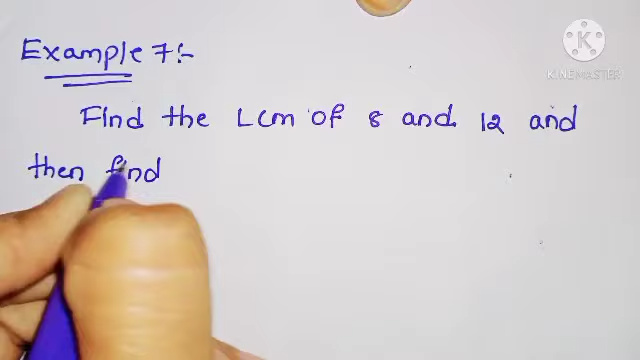 Example 7:-
Find the Lcm of 8 and 12 and
then find
KINEMASTER